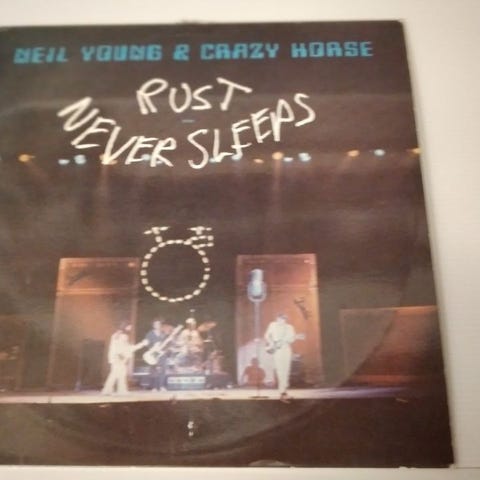 NEIL YOUNG & CRAZY HORSE
RUST
NEVER SLEEPS